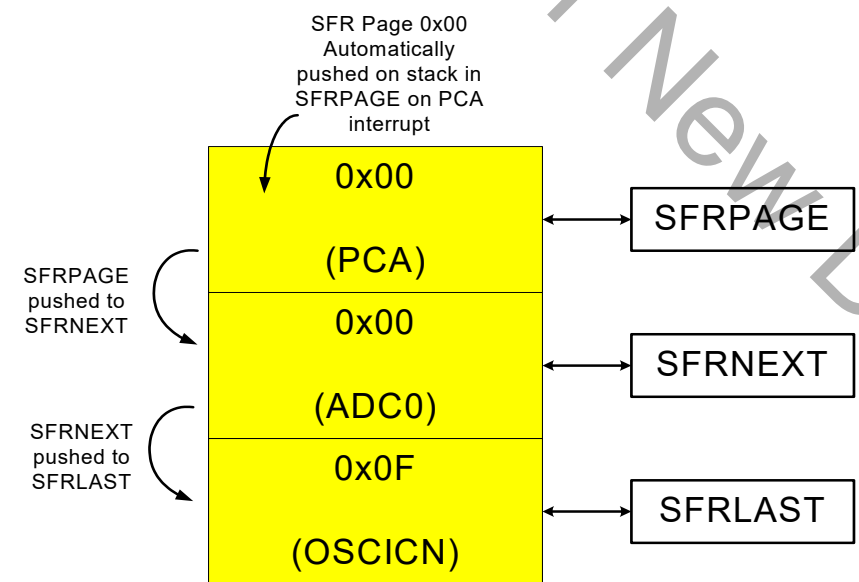 SFR Page 0x00
Automatically
pushed on stack in
SFRPAGE on PCA
interrupt
0x00
(PCA)
SFRPAGE
SFRPAGE
pushed to
SFRNEXT
0x00
(ADC0)
SFRNEXT
SFRNEXT
pushed to
SFRLAST
0x0F
(OSCICN)
SFRLAST
New